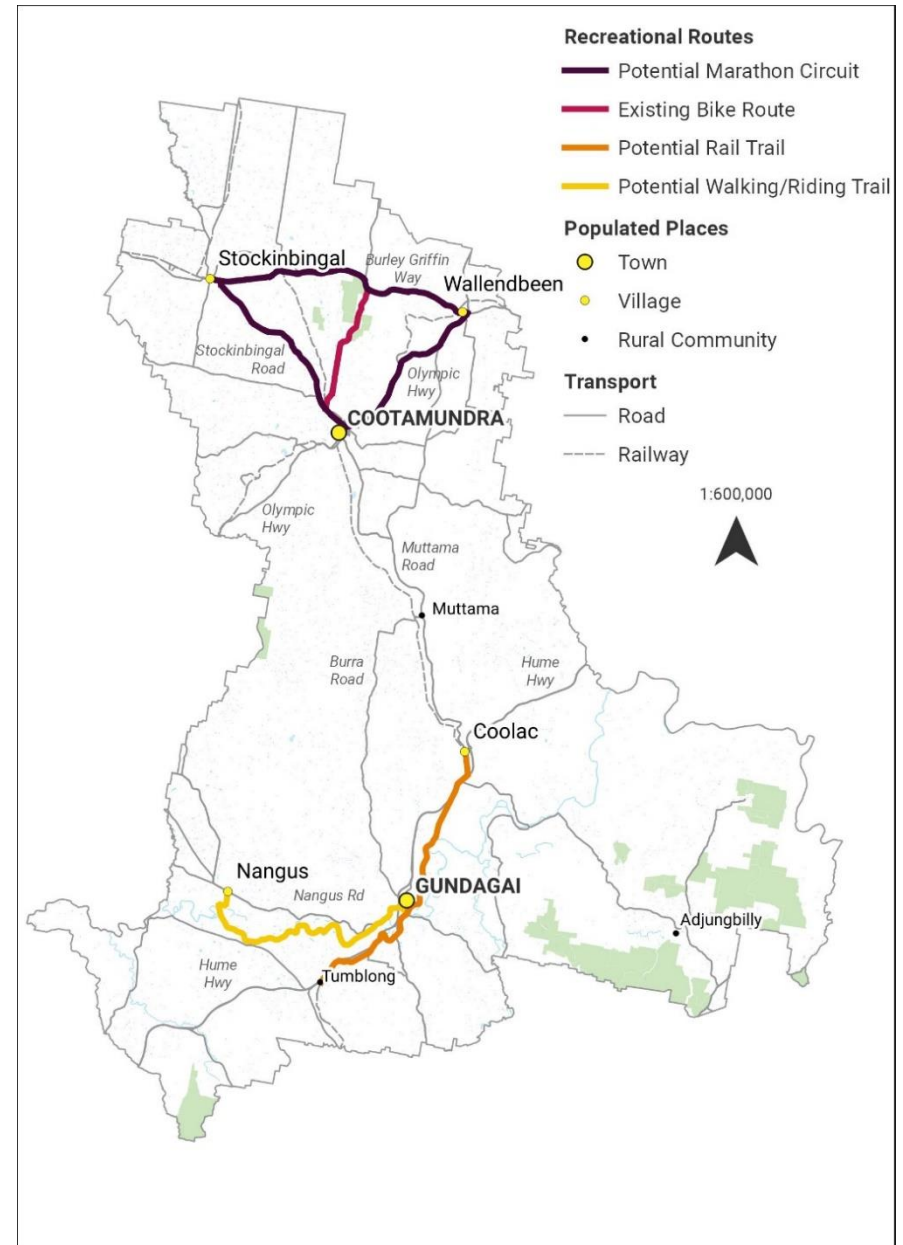 Recreational Routes
Potential Marathon Circuit
Existing Bike Route
Potential Rail Trail
Potential Walking/Riding Trail
Populated Places
Town
Village
Rural Community
Transport
Road
Railway
1:600,000
Stockinbingal
Burley Griffin
Way
Wallendbeen
Stockinbingal
Road
Olympic
Hwy
COOTAMUNDRA
Olympic
Hwy
Muttama
Road
Muttama
Burra
Road
Hume
Hwy
Coolac
Nangus
Nangus Rd
GUNDAGAI
Adjungbilly
Hume
Hwy
Tumblong